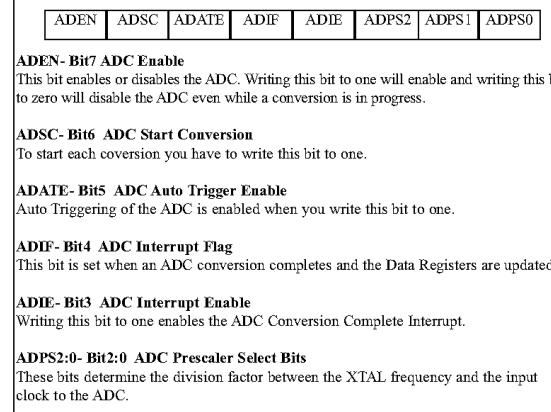 ADEN ADSC ADATE ADIF ADIE ADPS2 ADPS1 ADPS0
ADEN- Bit7 ADC Enable
This bit enables or disables the ADC. Writing this bit to one will enable and writing this
to zero will disable the ADC even while a conversion is in progress.
ADSC- Bit6 ADC Start Conversion
To start each coversion you have to write this bit to one.
ADATE- Bit5 ADC Auto Trigger Enable
Auto Triggering of the ADC is enabled when you write this bit to one.
ADIF- Bit4 ADC Interrupt Flag
This bit is set when an ADC conversion completes and the Data Registers are updated
ADIE- Bit3 ADC Interrupt Enable
Writing this bit to one enables the ADC Conversion Complete Interrupt.
ADPS2:0- Bit2:0 ADC Prescaler Select Bits
These bits determine the division factor between the XTAL frequency and the input
clock to the ADC.